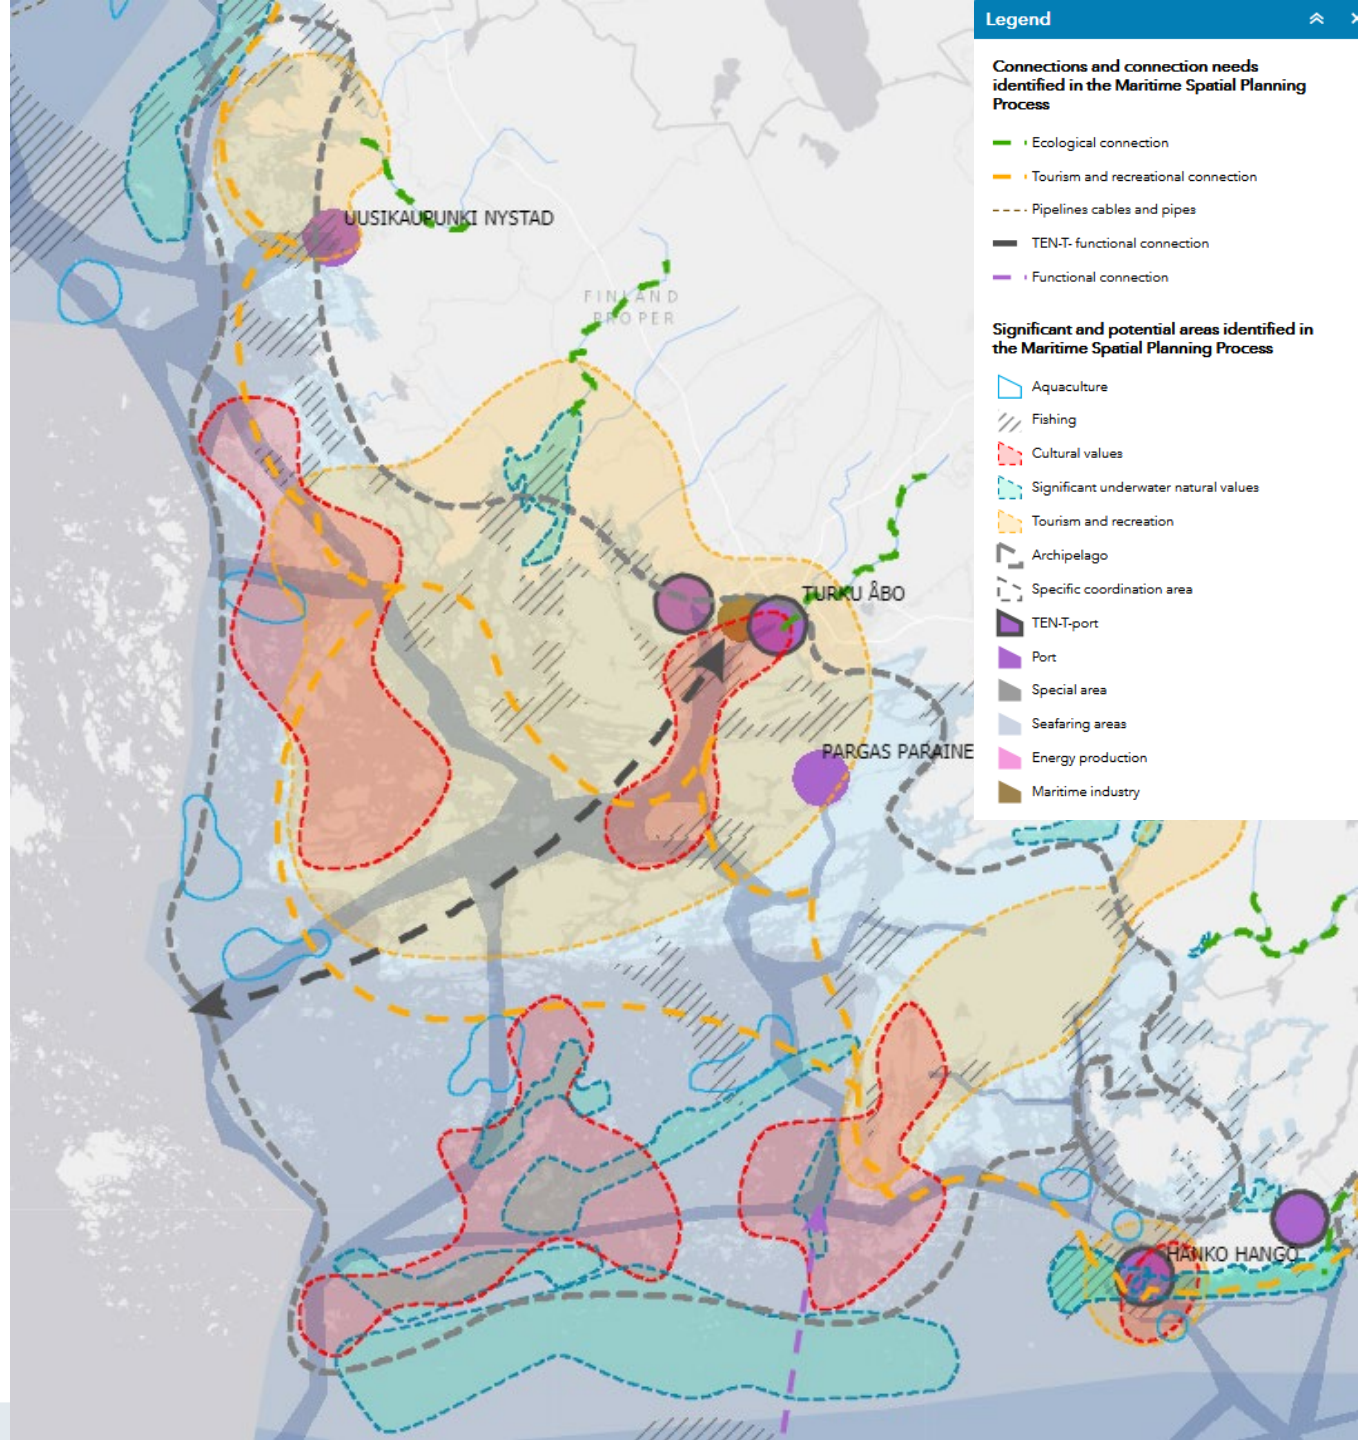 Legend
Connections and connection needs
identified in the Maritime Spatial Planning
Process
Ecological connection
Tourism and recreational connection
Pipelines cables and pipes
TEN-T- functional connection
Functional connection
Significant and potential areas identified in
the Maritime Spatial Planning Process
Aquaculture
Fishing
Cultural values
Significant underwater natural values
Tourism and recreation
Archipelago
Specific coordination area
TEN-T-port
Port
Special area
Seafaring areas
Energy production
Maritime industry
UUSIKAUPUNKI NYSTAD
FINLAND
PROPER
TURKU ÅBO
PARGAS PARAINE
HANKO HANGÖ